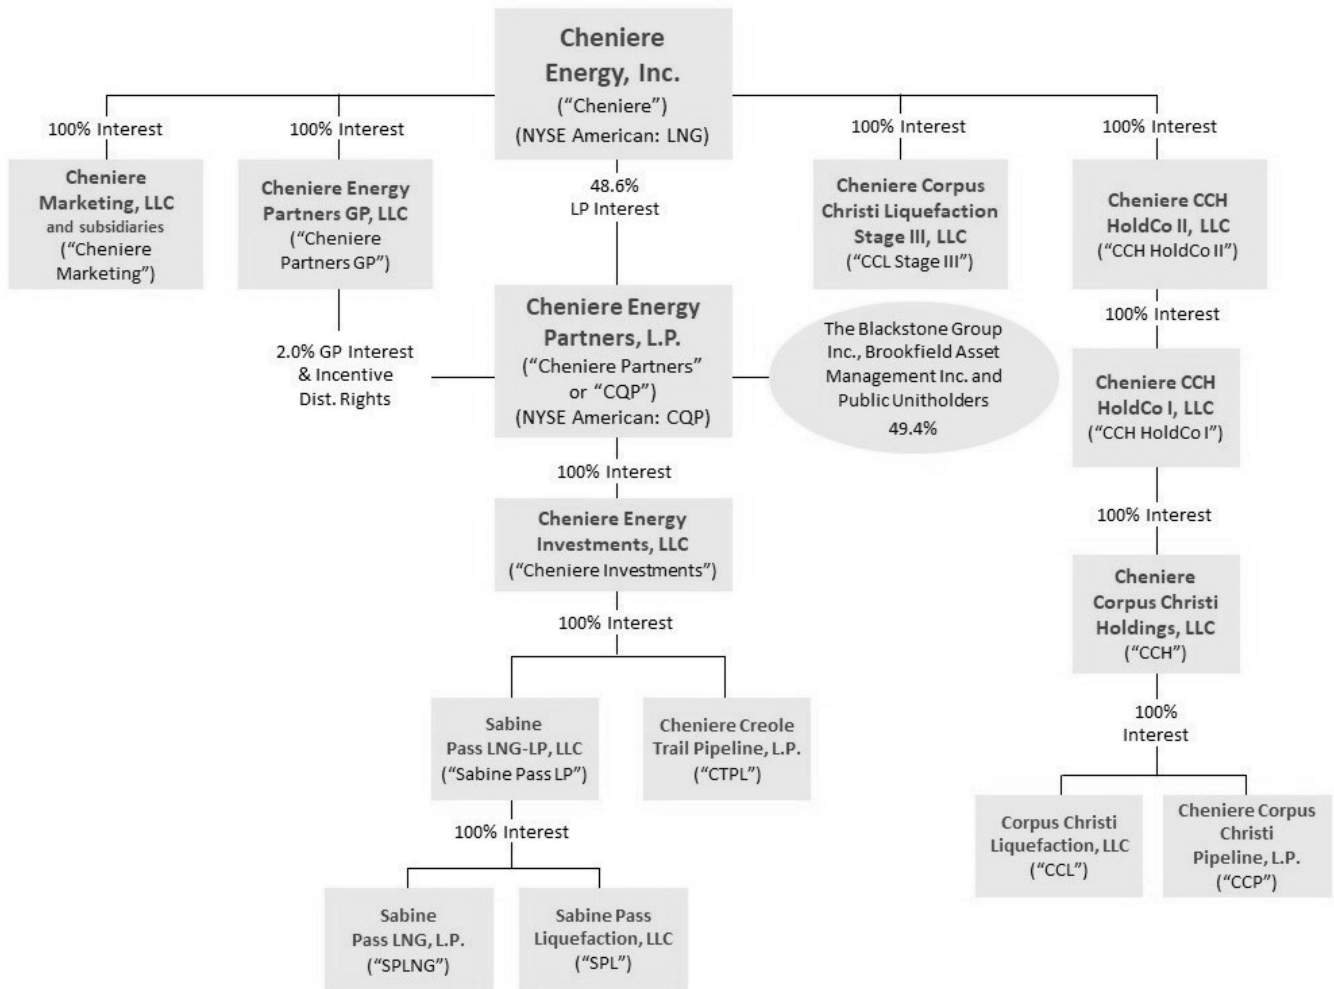 Cheniere
Energy, Inc.
(“Cheniere”)
(NYSE American: LNG)
100% Interest
100% Interest
48.6%
LP Interest
100% Interest
100% Interest
Cheniere
Marketing, LLC
and subsidiaries
(“Cheniere
Marketing”)
Cheniere Energy
Partners GP, LLC
(“Cheniere
Partners GP”)
Cheniere Corpus
Christi Liquefaction
Stage III, LLC
(“CCL Stage III”)
Cheniere CCH
HoldCo II, LLC
(“CCH HoldCo II”)
2.0% GP Interest
& Incentive
Dist. Rights
Cheniere Energy
Partners, L.P.
(“Cheniere Partners”
or “CQP”)
(NYSE American: CQP)
The Blackstone Group
Inc., Brookfield Asset
Management Inc. and
Public Unitholders
49.4%
100% Interest
Cheniere CCH
HoldCo I, LLC
(“CCH HoldCo I”)
100% Interest
Cheniere Energy
Investments, LLC
(“Cheniere Investments”)
100% Interest
Cheniere
Corpus Christi
Holdings, LLC
(“CCH”)
100% Interest
Sabine
Pass LNG-LP, LLC
(“Sabine Pass LP”)
Cheniere Creole
Trail Pipeline, L.P.
(“CTPL”)
100%
Interest
100% Interest
Corpus Christi
Liquefaction, LLC
(“CCL”)
Cheniere Corpus
Christi
Pipeline, L.P.
(“CCP”)
Sabine
Pass LNG, L.P.
(“SPLNG”)
Sabine Pass
Liquefaction, LLC
(“SPL”)